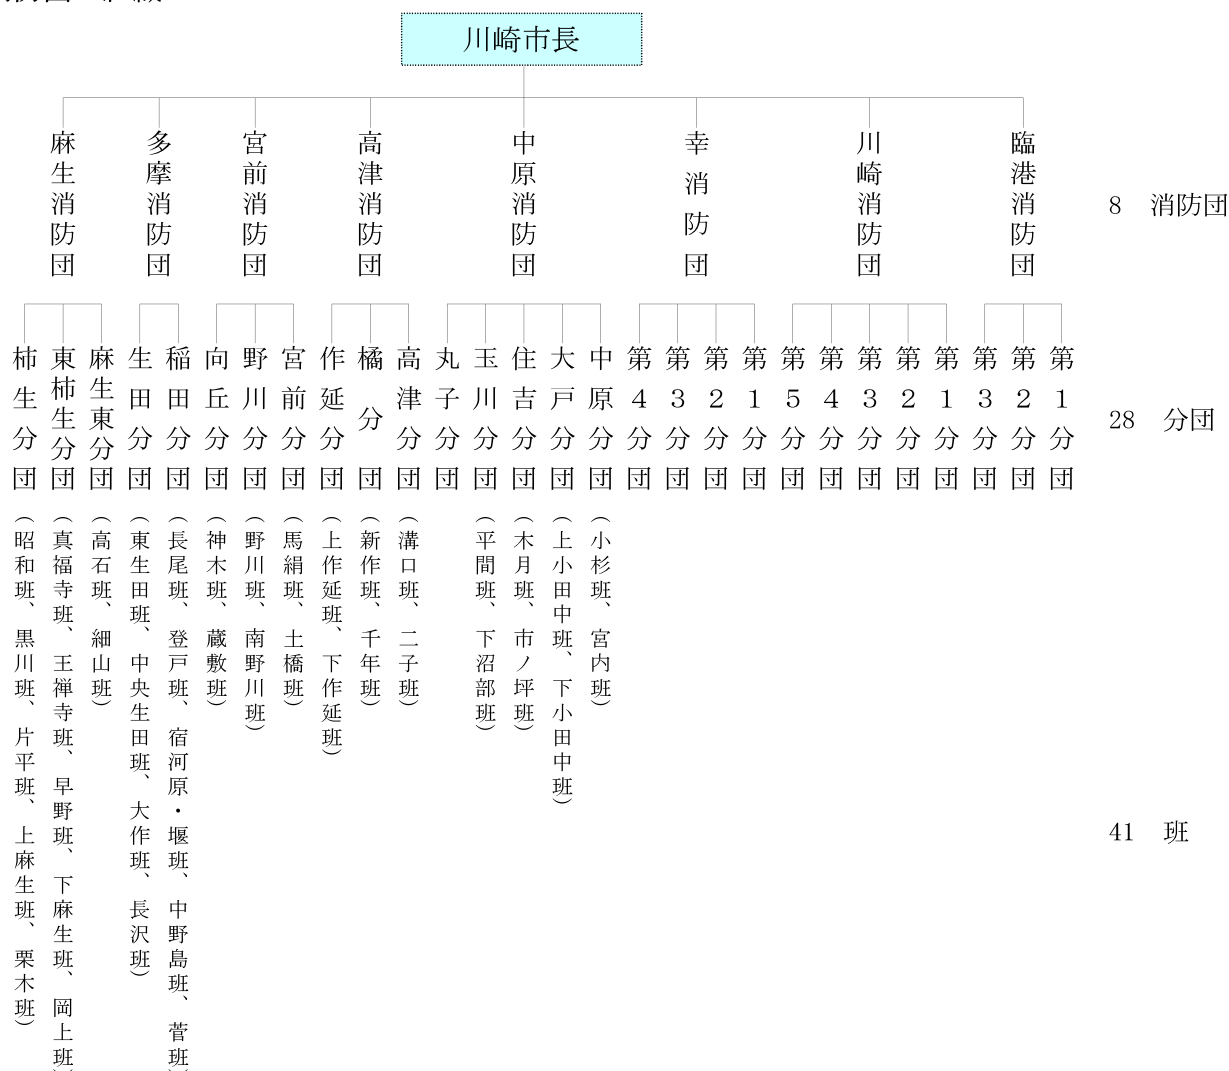 川崎市長
臨港消防団
川崎消防団
幸消防団
中原消防団
高津消防団
宮前消防団
多摩消防団
麻生消防団
8 消防団
第1分団
第2分団
第3分団
第1分団
第2分団
第3分団
第4分団
第5分団
第1分団
第2分団
第3分団
第4分団
中原分団
大戸分団
住吉分団
玉川分団
丸子分団
高津分団
橘分団
作延分団
宮前分団
野川分団
向丘分団
稲田分団
生田分団
麻生東分団
東柿生分団
柿生分団
28 分団
(小杉班、宮内班)
(上小田中班、下小田中班)
(木月班、市ノ坪班)
(平間班、下沼部班)
(溝口班、二子班)
(新作班、千年班)
(上作延班、下作延班)
(馬絹班、土橋班)
(野川班、南野川班)
(神木班、蔵敷班)
(長尾班、登戸班、宿河原・堰班、中野島班、菅班)
(東生田班、中央生田班、大作班、長沢班)
(高石班、細山班)
(真福寺班、王禅寺班、早野班、下麻生班、岡上班)
(昭和班、黒川班、片平班、上麻生班、栗木班)
41 班